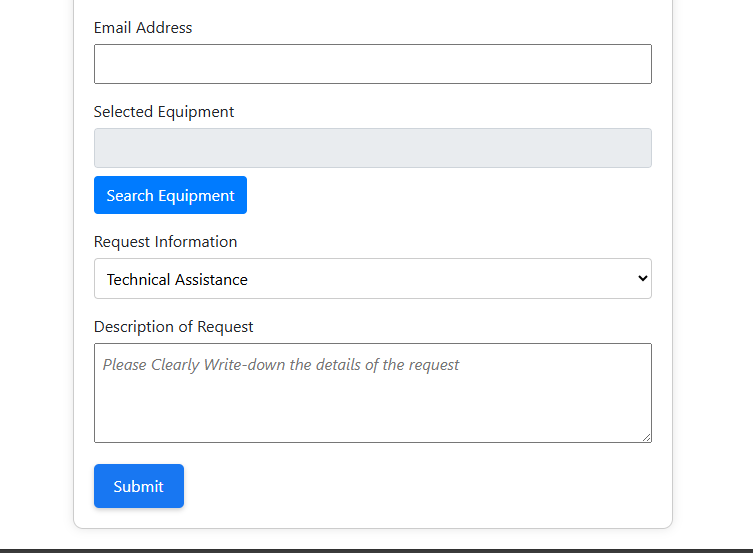 Email Address
Selected Equipment
Search Equipment
Request Information
Technical Assistance
Description of Request
Please Clearly Write-down the details of the request
Submit